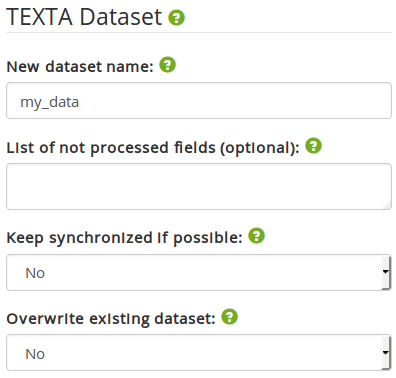 TEXTA Dataset ?
New dataset name: ?
my_data
List of not processed fields (optional): ?
Keep synchronized if possible: ?
No
Overwrite existing dataset: ?
No